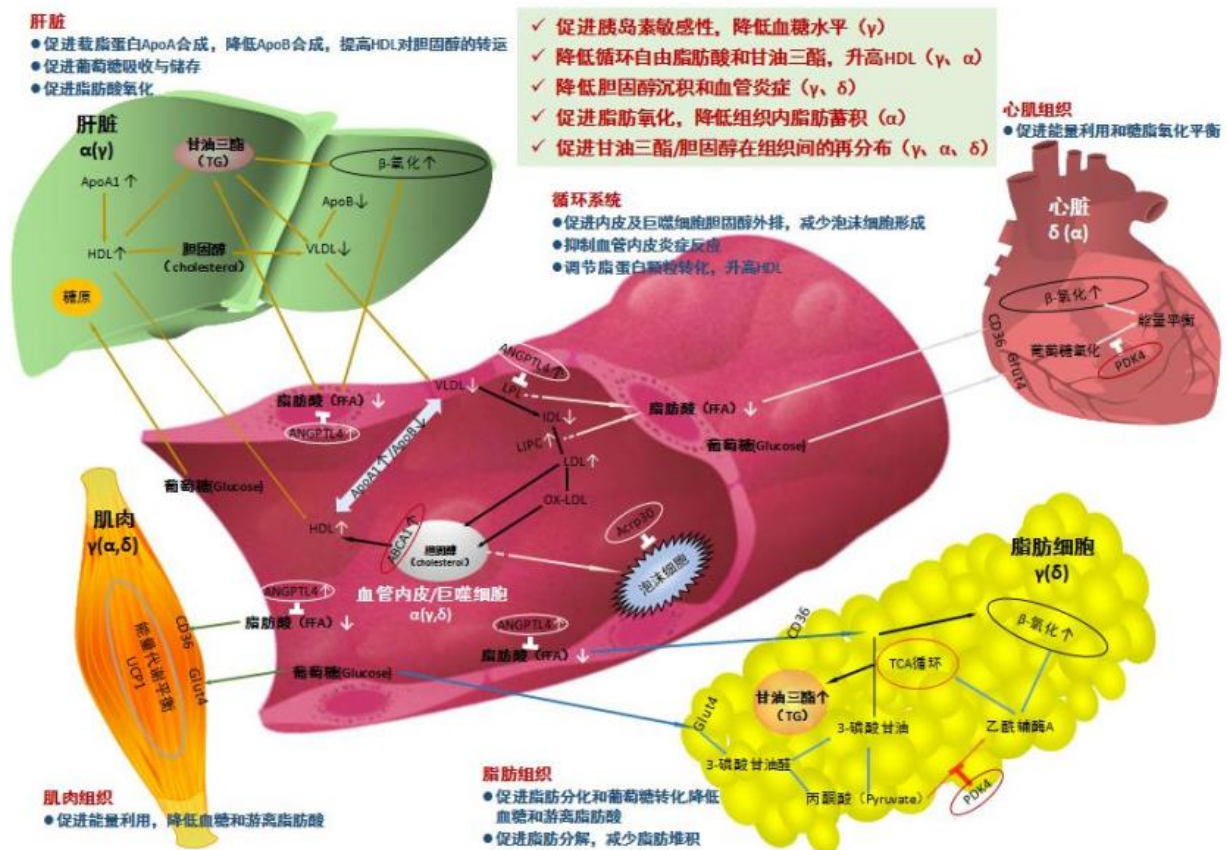 肝脏
●促进载脂蛋白ApoA合成，降低ApoB合成，提高HDL对胆固醇的转运
●促进葡萄糖吸收与储存
●促进脂肪酸氧化
✓ 促进胰岛素敏感性，降低血糖水平（γ）
✓ 降低循环自由脂肪酸和甘油三酯，升高HDL（γ、α）
✓ 降低胆固醇沉积和血管炎症（γ、δ）
✓ 促进脂肪氧化，降低组织内脂肪蓄积（α）
✓ 促进甘油三酯/胆固醇在组织间的再分布（γ、α、δ）
心肌组织
●促进能量利用和糖脂氧化平衡
肝脏
α(γ)
甘油三酯
（TG）
β-氧化↑
ApoA1↑
ApoB↓
HDL↑
胆固醇
(cholesterol)
VLDL↓
糖原
循环系统
●促进内皮及巨噬细胞胆固醇外排，减少泡沫细胞形成
●抑制血管内皮炎症反应
●调节脂蛋白颗粒转化，升高HDL
心脏
δ(α)
β-氧化↑
能量平衡
葡萄糖氧化
PDK4
CD36
Glut4
ANGPTL4↑
LPL
VLDL↓
脂肪酸（FFA）↓
ANGPTL4↑
IDL↓
LIPC↑
脂肪酸（FFA）↓
葡萄糖(Glucose)
LDL↑
OX-LDL
ApoA1↑/ApoB↓
葡萄糖(Glucose)
HDL↑
ABCA1↑
胆固醇
(cholesterol)
Acrp30
泡沫细胞
血管内皮/巨噬细胞
α(γ,δ)
肌肉
γ(α,δ)
能量代谢平衡
UCP1
CD36
Glut4
ANGPTL4↑
脂肪酸（FFA）↓
ANGPTL4↑
脂肪酸（FFA）↓
葡萄糖(Glucose)
脂肪细胞
γ(δ)
CD36
Glut4
β-氧化↑
TCA循环
甘油三酯↑
(TG)
3-磷酸甘油
乙酰辅酶A
3-磷酸甘油醛
丙酮酸（Pyruvate）
PDK4
肌肉组织
●促进能量利用，降低血糖和游离脂肪酸
脂肪组织
●促进脂肪分化和葡萄糖转化,降低
血糖和游离脂肪酸
●促进脂肪分解，减少脂肪堆积